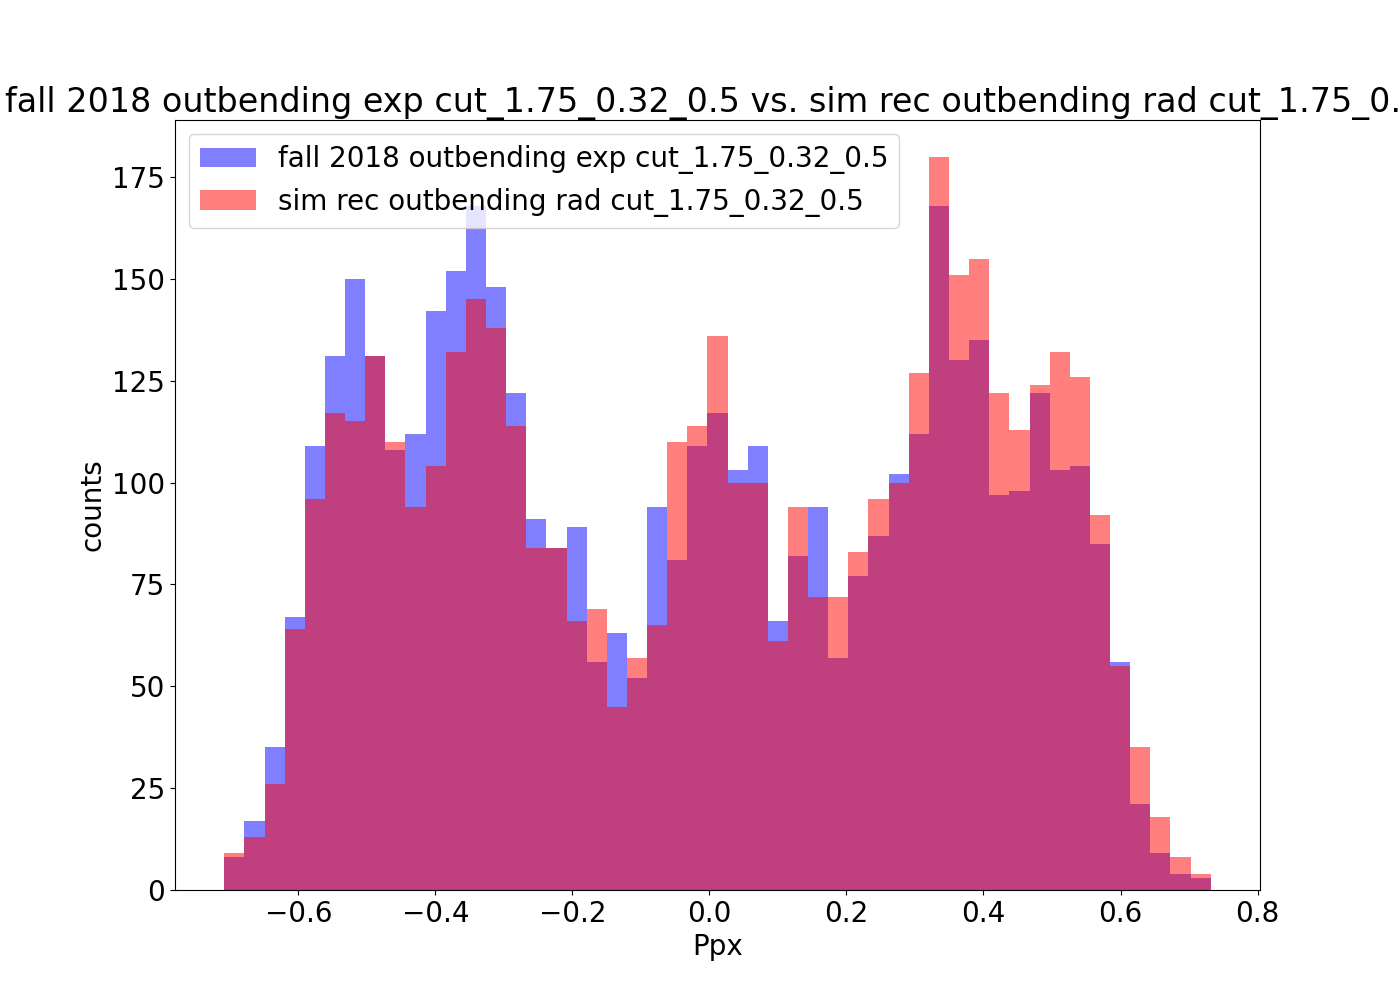 fall 2018 outbending exp cut_1.75_0.32_0.5 vs. sim rec outbending rad cut_1.75_0.
fall 2018 outbending exp cut_1.75_0.32_0.5
sim rec outbending rad cut_1.75_0.32_0.5
175
150
125
100
75
50
25
0
counts
−0.6 −0.4 −0.2 0.0 0.2 0.4 0.6 0.8
Ppx